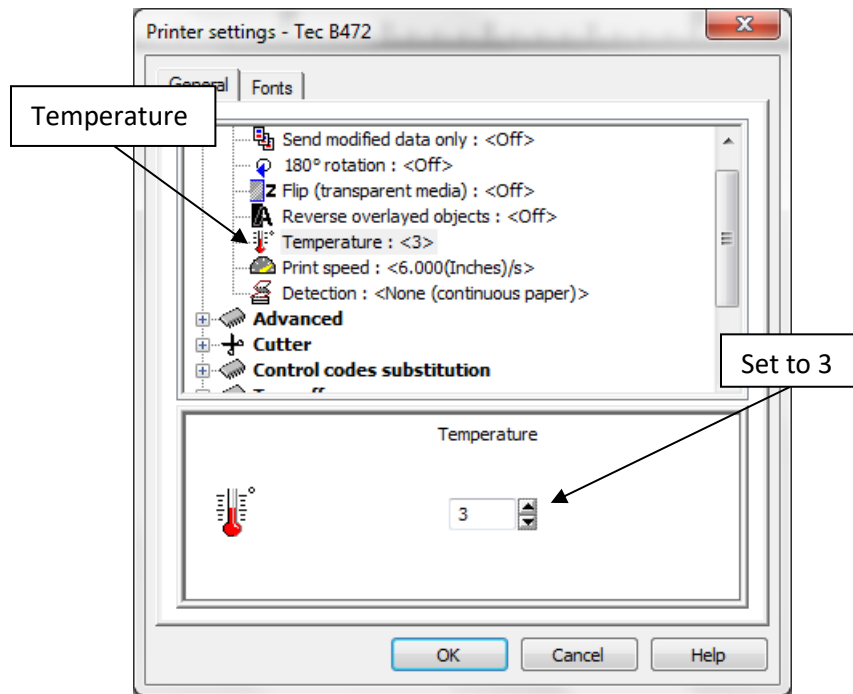 Printer settings - Tec B472
General Fonts
Temperature
Send modified data only : <Off>
180° rotation : <Off>
Flip (transparent media) : <Off>
Reverse overlayed objects : <Off>
Temperature : <3>
Print speed : <6.000(Inches)/s>
Detection : <None (continuous paper)>
Advanced
Cutter
Control codes substitution
Set to 3
Temperature
3
OK Cancel Help